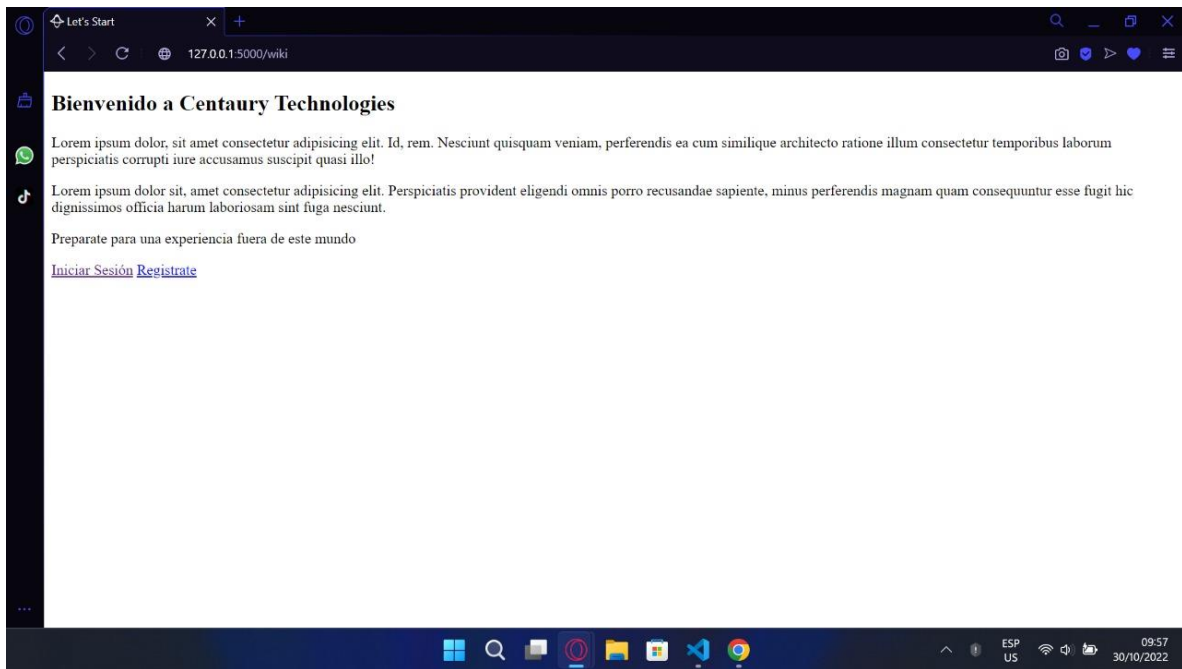 Let's Start
127.0.0.1:5000/wiki
Bienvenido a Centaury Technologies
Lorem ipsum dolor, sit amet consectetur adipisicing elit. Id, rem. Nesciunt quisquam veniam, perferendis ea cum similique architecto ratione illum consectetur temporibus laborum
perspiciatis corrupti iure accusamus suscipit quasi illo!
Lorem ipsum dolor sit, amet consectetur adipisicing elit. Perspiciatis provident eligendi omnis porro recusandae sapiente, minus perferendis magnam quam consequuntur esse fugit hic
dignissimos officia harum laboriosam sint fuga nesciunt.
Preparate para una experiencia fuera de este mundo
Iniciar Sesión Registrate
ESP
US
09:57
30/10/2022